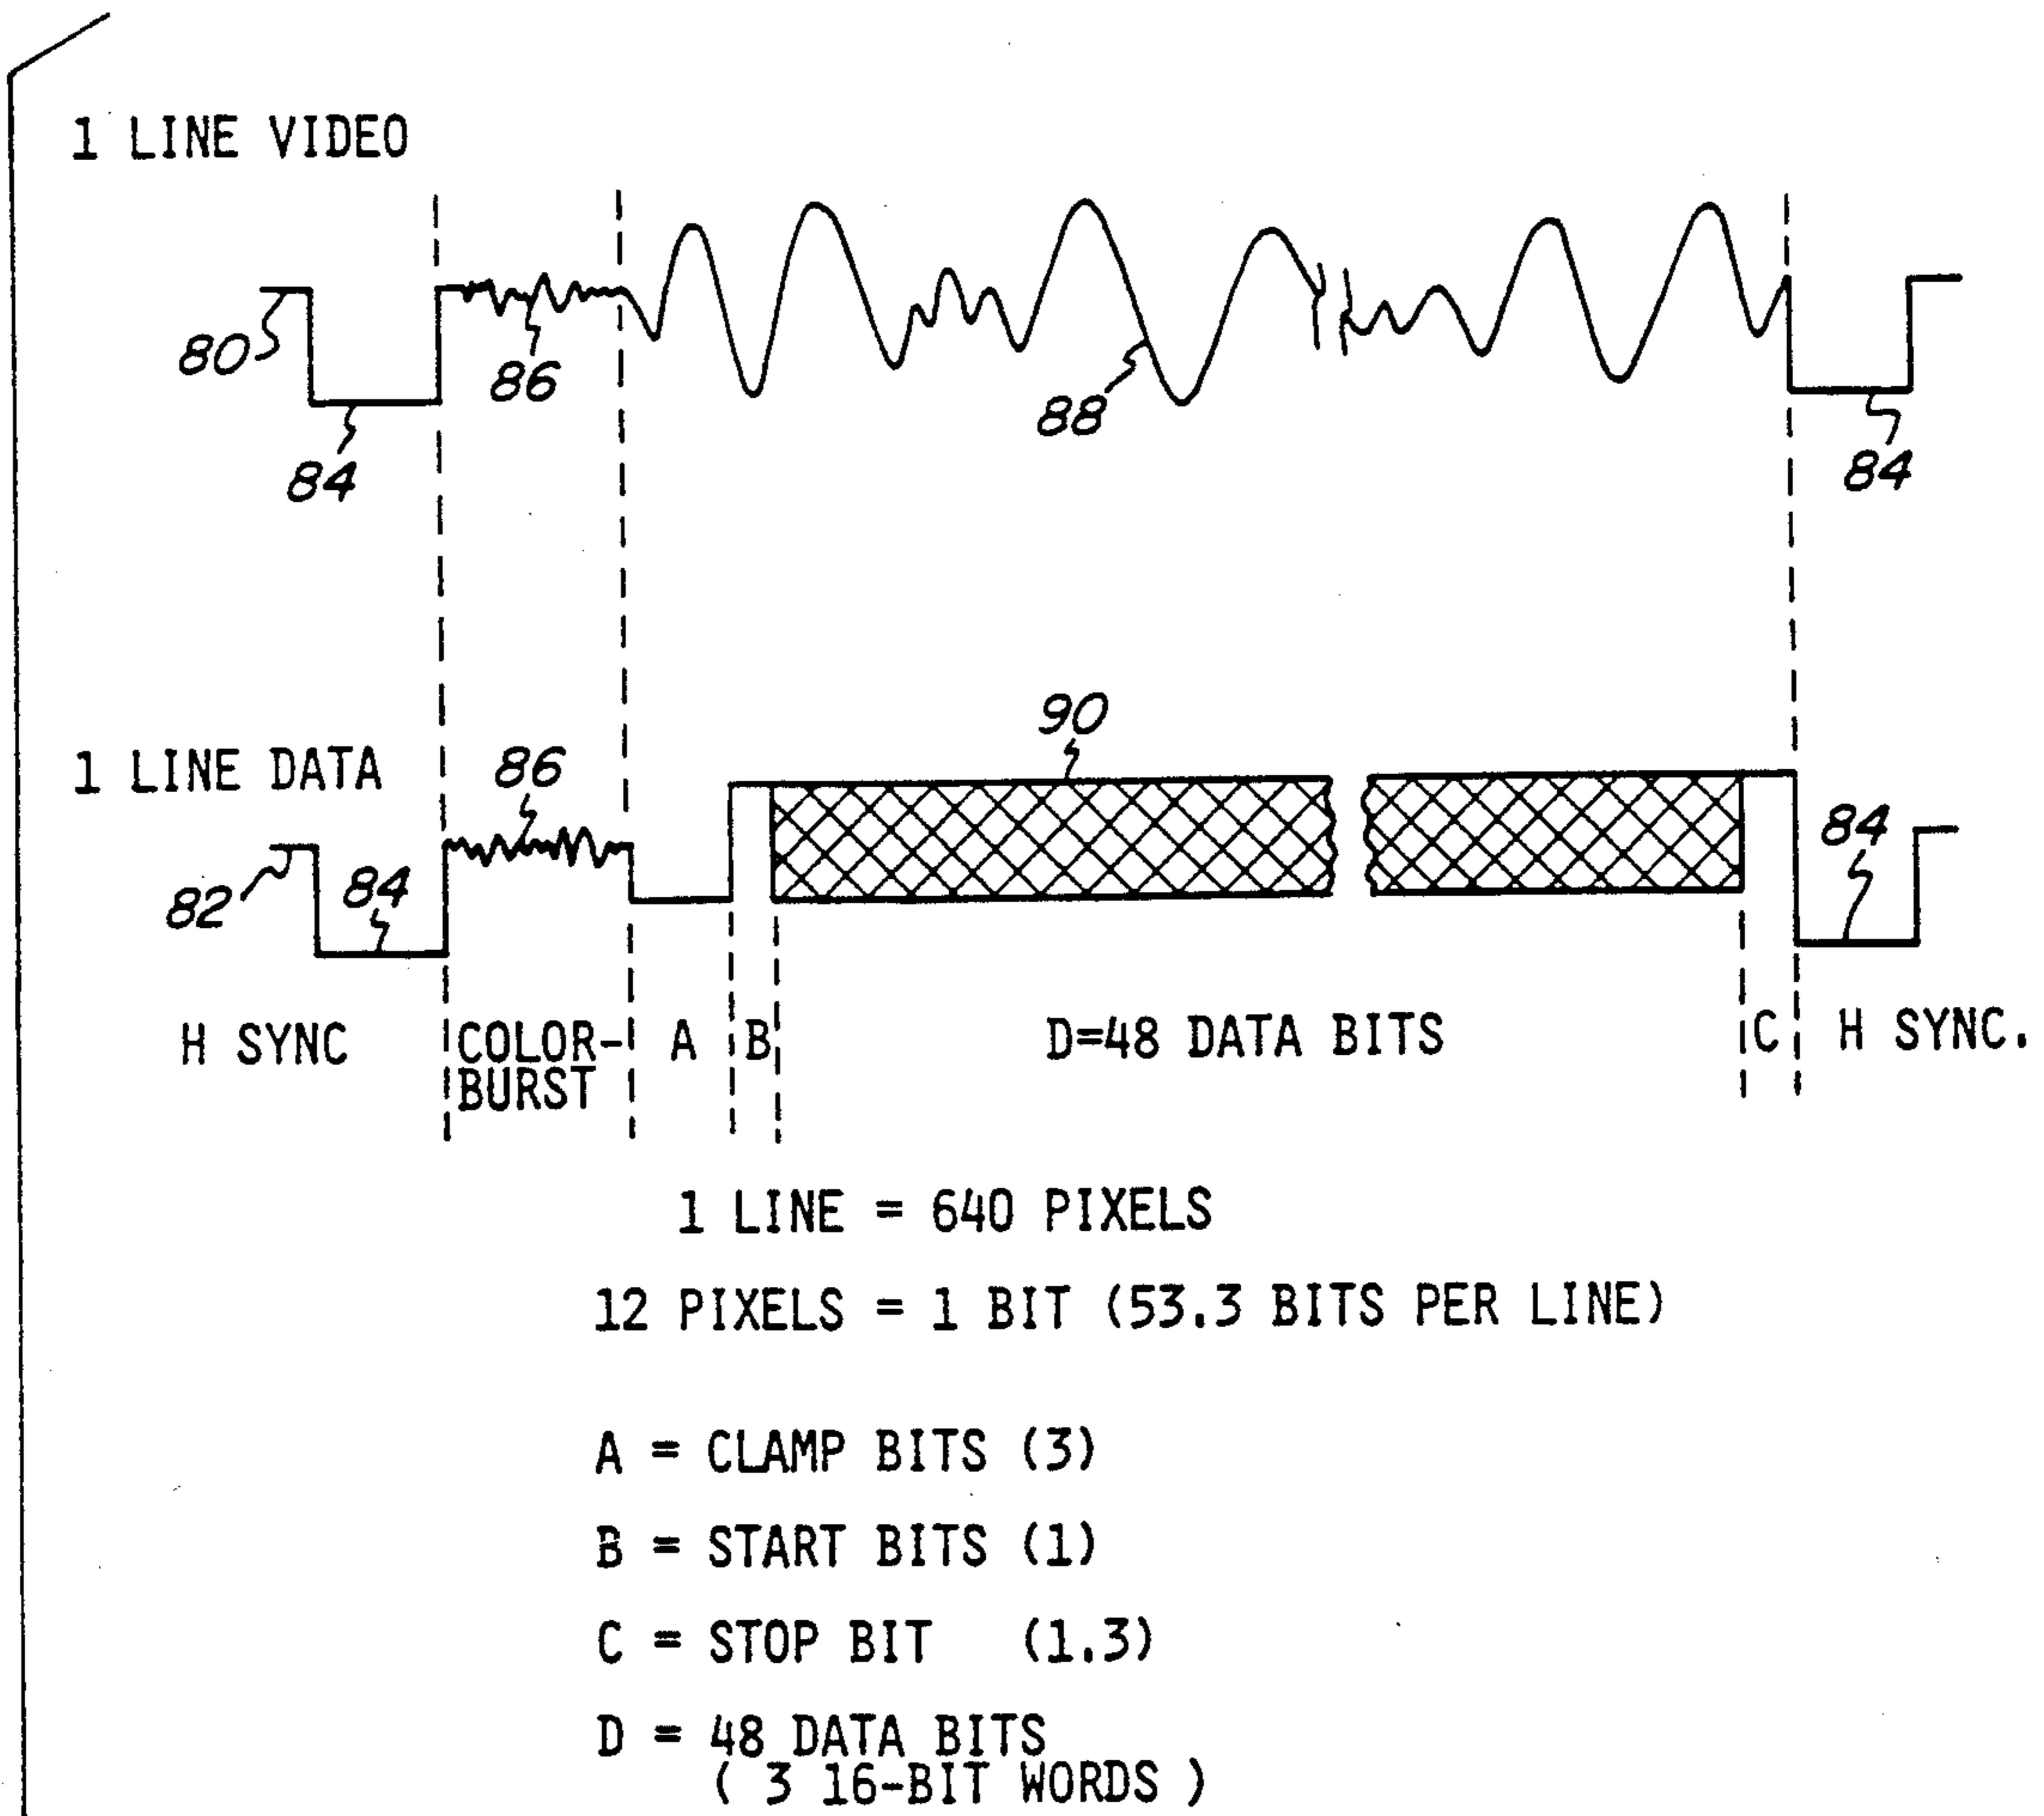 1 LINE VIDEO
80
86
88
84
84
90
1 LINE DATA
86
84
82
84
H SYNC
COLOR-
BURST
A
B
D=48 DATA BITS
C
H SYNC.
1 LINE = 640 PIXELS
12 PIXELS = 1 BIT (53.3 BITS PER LINE)
A = CLAMP BITS (3)
B = START BITS (1)
C = STOP BIT (1.3)
D = 48 DATA BITS
( 3 16-BIT WORDS )